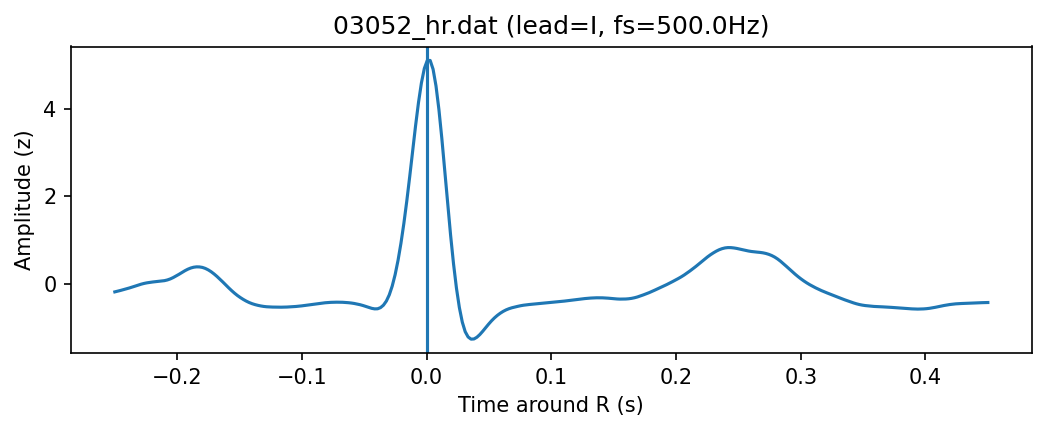 03052_hr.dat (lead=I, fs=500.0Hz)
Amplitude (z)
4
2
0
−0.2 −0.1 0.0 0.1 0.2 0.3 0.4
Time around R (s)